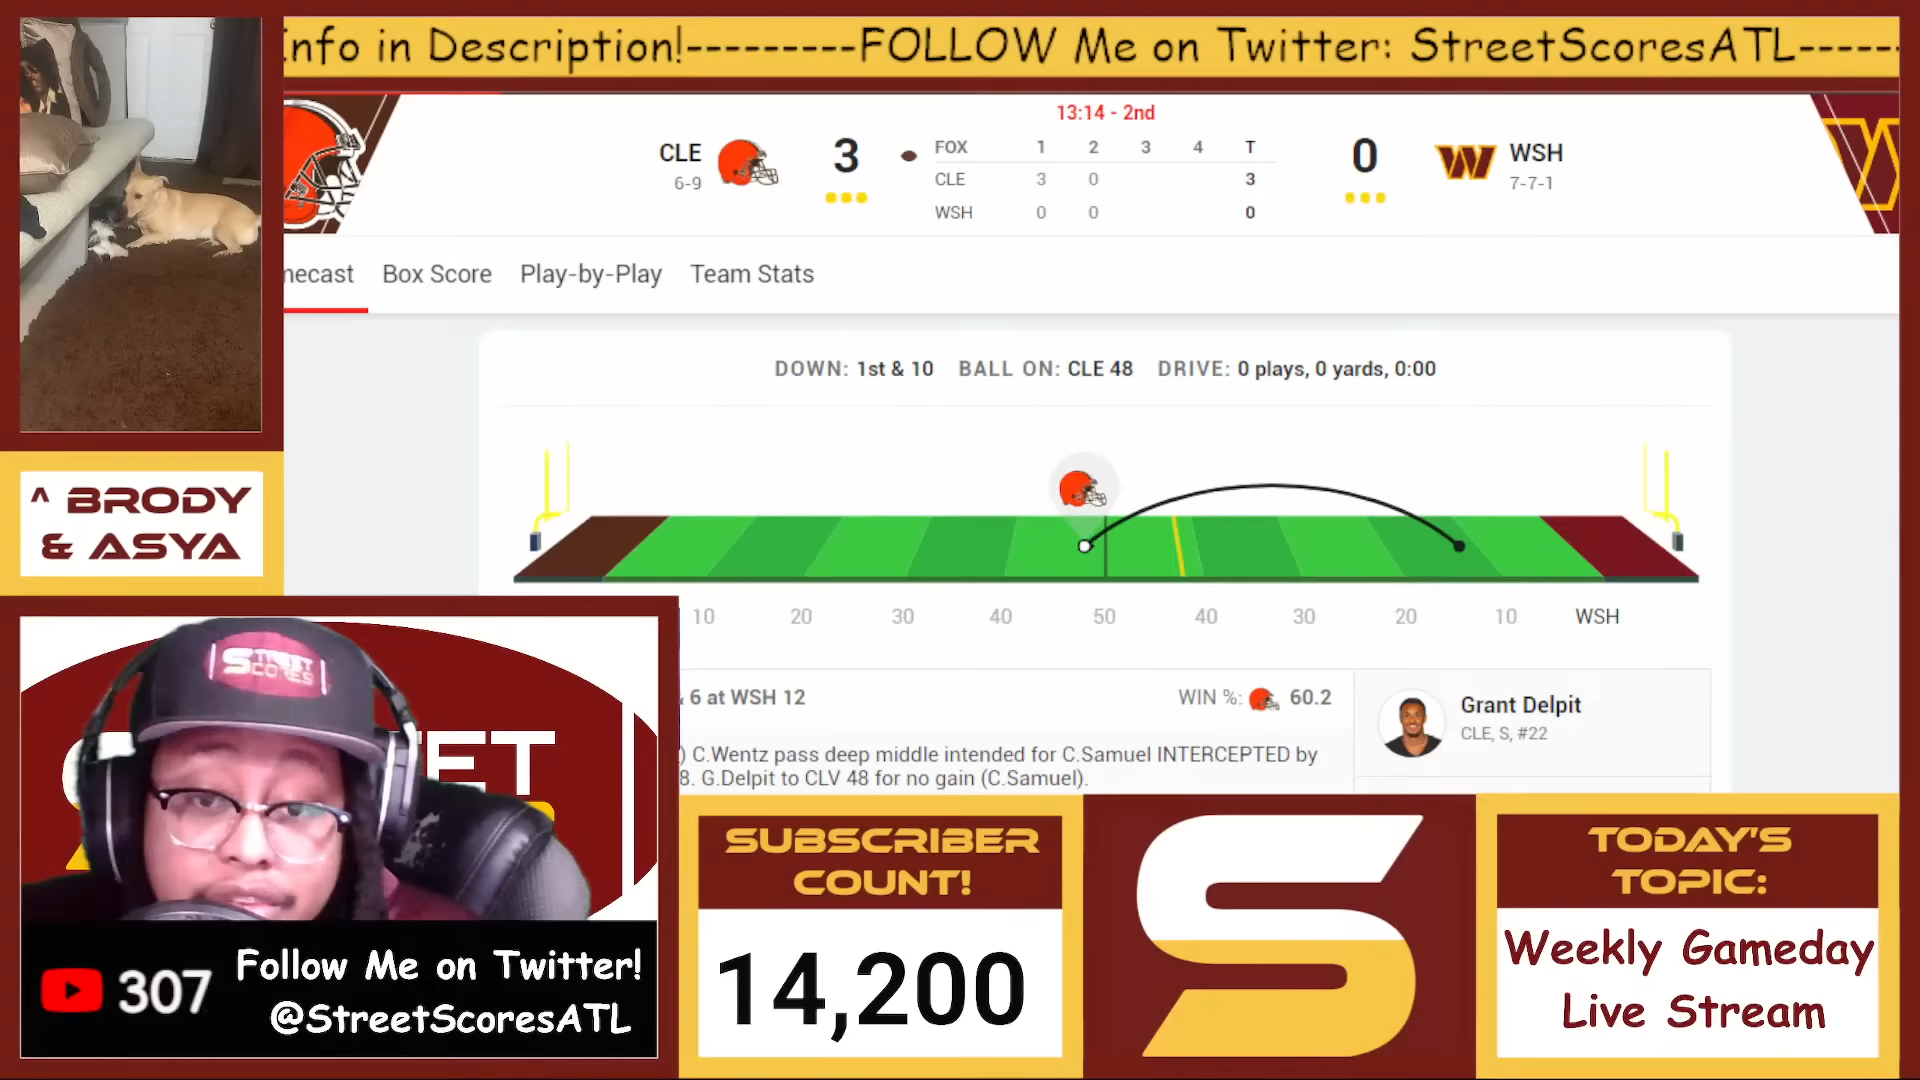 Info in Description!---------FOLLOW Me on Twitter: StreetScoresATL-----
13:14 - 2nd
CLE
6-9
3
FOX 1 2 3 4 T
CLE 3 0 3
WSH 0 0 0
0
WSH
7-7-1
mecast Box Score Play-by-Play Team Stats
DOWN: 1st & 10 BALL ON: CLE 48 DRIVE: 0 plays, 0 yards, 0:00
10 20 30 40 50 40 30 20 10 WSH
& 6 at WSH 12
WIN %: 60.2
) C.Wentz pass deep middle intended for C.Samuel INTERCEPTED by
8. G.Delpit to CLV 48 for no gain (C.Samuel).
Grant Delpit
CLE, S, #22
^ BRODY
& ASYA
STREET
SCORES
307
Follow Me on Twitter!
@StreetScoresATL
SUBSCRIBER
COUNT!
14,200
S
TODAY'S
TOPIC:
Weekly Gameday
Live Stream